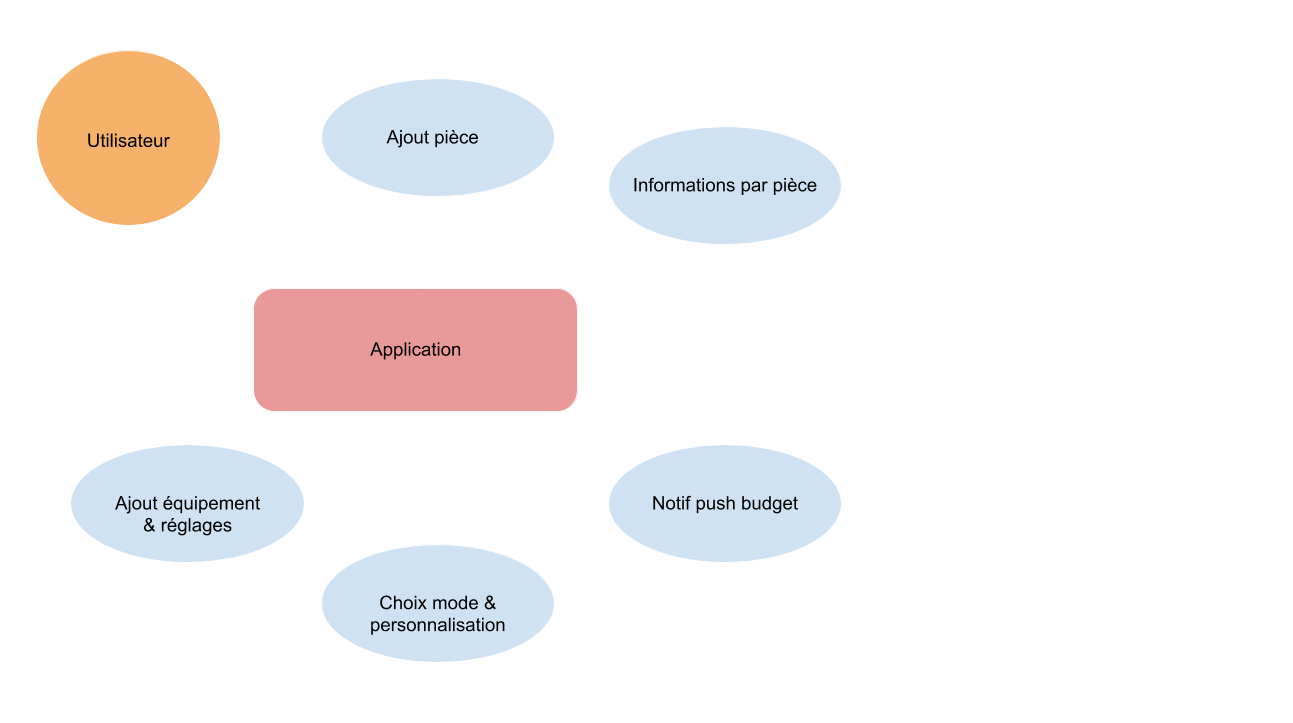 Utilisateur
Ajout pièce
Informations par pièce
Application
Ajout équipement
& réglages
Notif push budget
Choix mode &
personnalisation